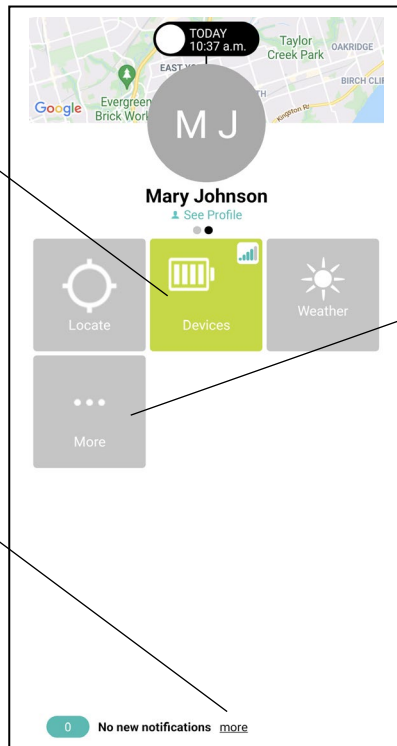 TODAY
10:37 a.m.
Taylor
Creek Park
OAKRIDGE
EAST
BIRCH CLIF
Google
Evergreen
Brick Work
Kingston Rd
M J
Mary Johnson
See Profile
Locate
Devices
Weather
More
0 No new notifications more